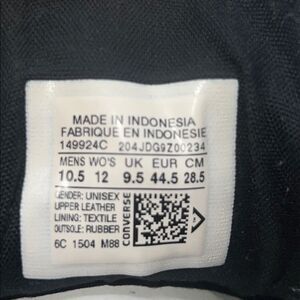 MADE IN INDONESIA
FABRIQUE EN INDONESIE
149924C 204JDG9Z00234
MENS WO'S UK EUR CM
10.5 12 9.5 44.5 28.5
GENDER: UNISEX
UPPER LEATHER
LINING: TEXTILE
OUTSOLE: RUBBER
6C 1504 M88
CONVERSE